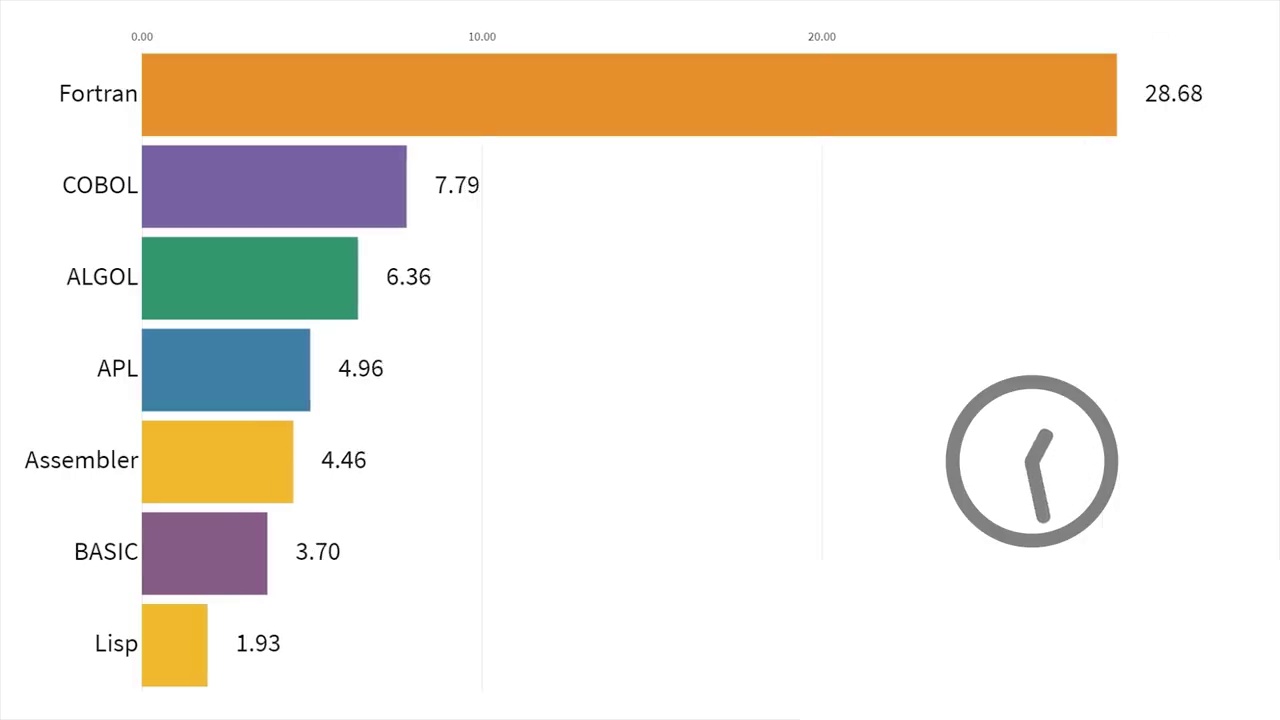 0.00 10.00 20.00
Fortran 28.68
COBOL 7.79
ALGOL 6.36
APL 4.96
Assembler 4.46
BASIC 3.70
Lisp 1.93